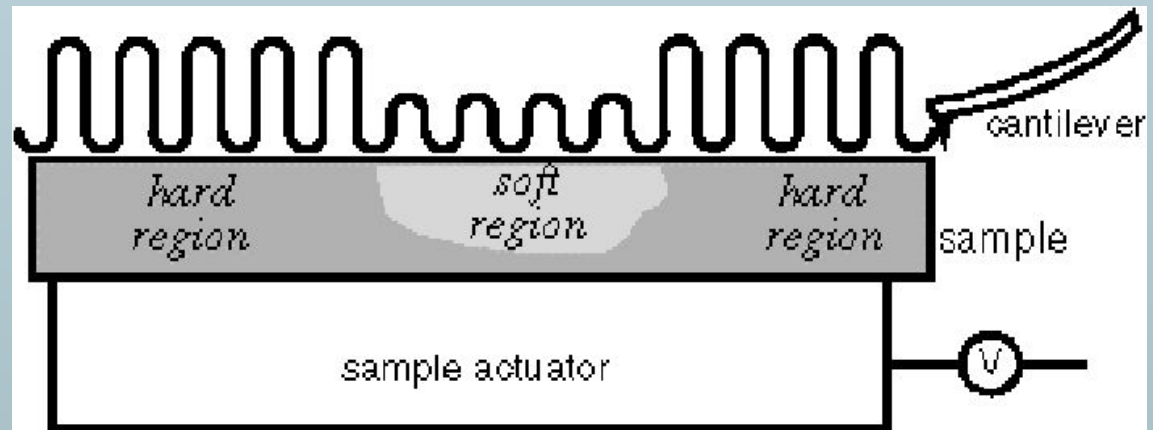 cantilever
hard
region
soft
region
hard
region
sample
sample actuator
V